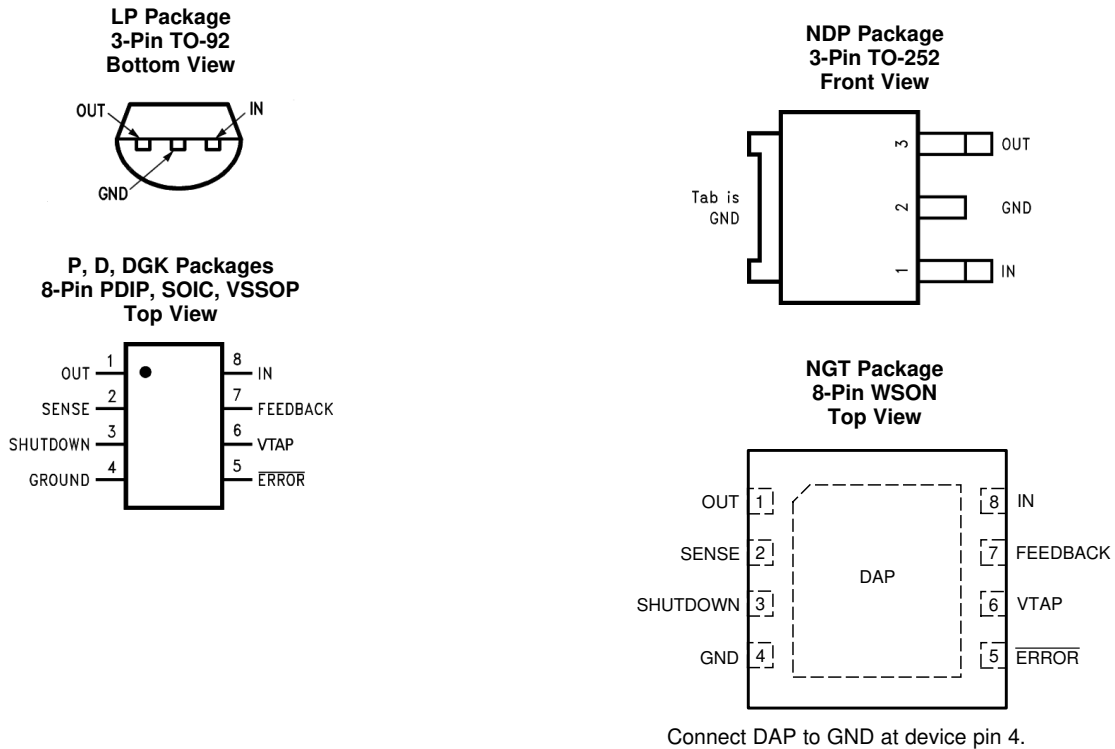 LP Package
3-Pin TO-92
Bottom View
OUT
IN
GND
P, D, DGK Packages
8-Pin PDIP, SOIC, VSSOP
Top View
OUT 1
SENSE 2
SHUTDOWN 3
GROUND 4
8 IN
7 FEEDBACK
6 VTAP
5 ERROR
NDP Package
3-Pin TO-252
Front View
Tab is
GND
3 OUT
2 GND
1 IN
NGT Package
8-Pin WSON
Top View
OUT 1
SENSE 2
SHUTDOWN 3
GND 4
DAP
8 IN
7 FEEDBACK
6 VTAP
5 ERROR
Connect DAP to GND at device pin 4.